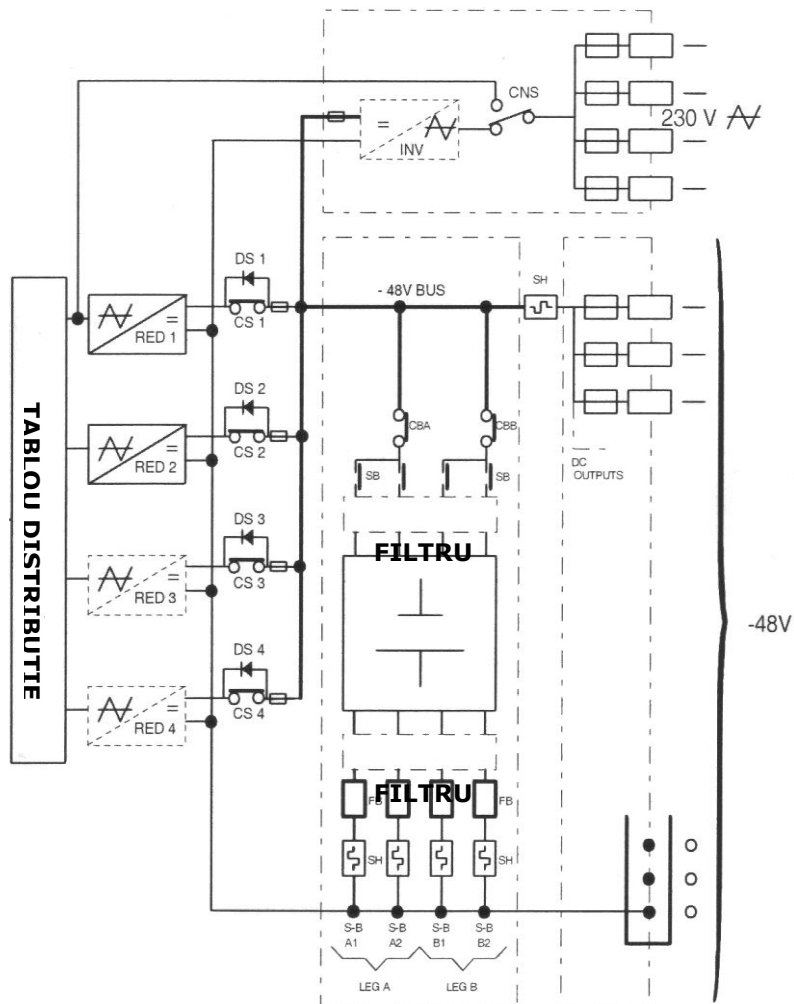 CNS
230 V
=
INV
DS 1
SH
- 48V BUS
=
RED 1
CS 1
DS 2
=
RED 2
CS 2
CBA
CBB
SB
SB
DC
OUTPUTS
TABLOU DISTRIBUTIE
DS 3
=
RED 3
CS 3
FILTRU
-48V
DS 4
=
RED 4
CS 4
FILTRU
FB
FB
SH
SH
S-B
A1
S-B
A2
S-B
B1
S-B
B2
LEG A
LEG B